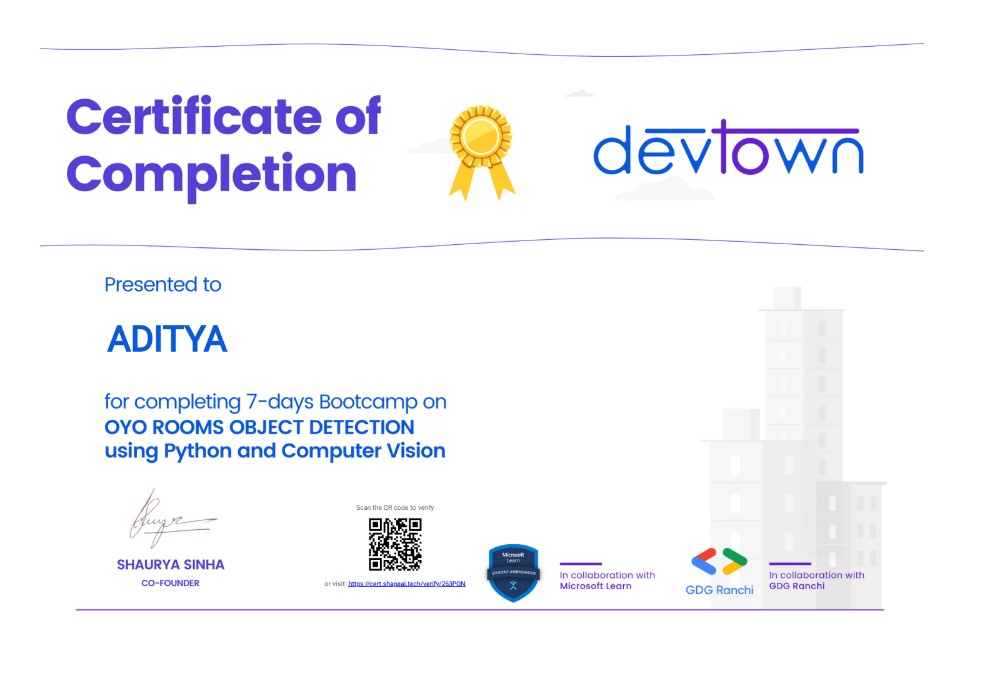 Certificate of
Completion
devtown
Presented to
ADITYA
for completing 7-days Bootcamp on
OYO ROOMS OBJECT DETECTION
using Python and Computer Vision
SHAURYA SINHA
CO-FOUNDER
Scan the QR code to verify
or visit: https://cert.shapeai.tech/verify/263PON
Microsoft
Learn
STUDENT AMBASSADOR
In collaboration with
Microsoft Learn
GDG Ranchi
In collaboration with
GDG Ranchi